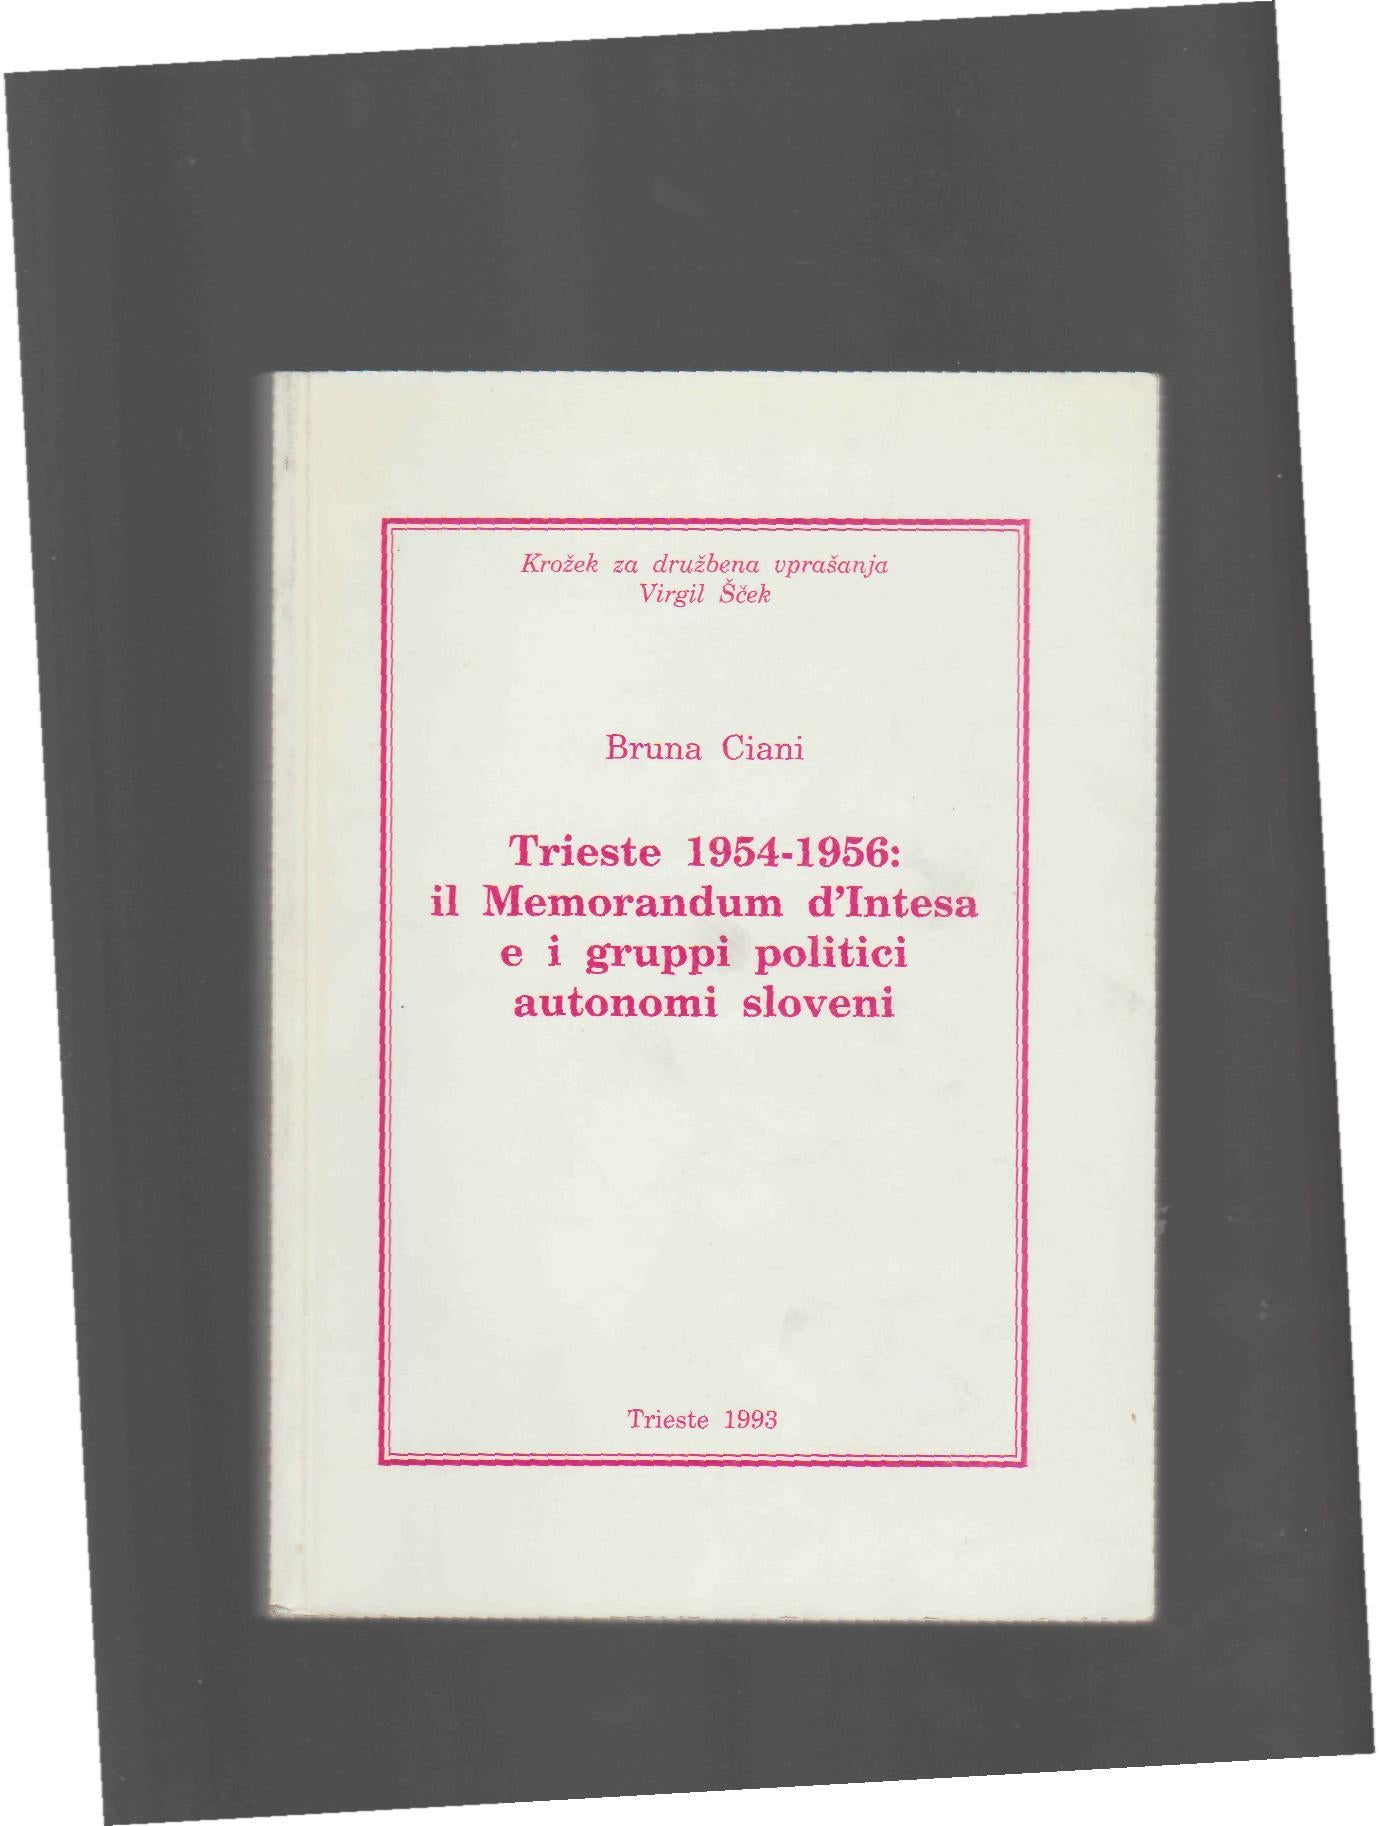 Krožek za družbena vprašanja
Virgil Šček
Bruna Ciani
Trieste 1954-1956:
il Memorandum d'Intesa
e i gruppi politici
autonomi sloveni
Trieste 1993